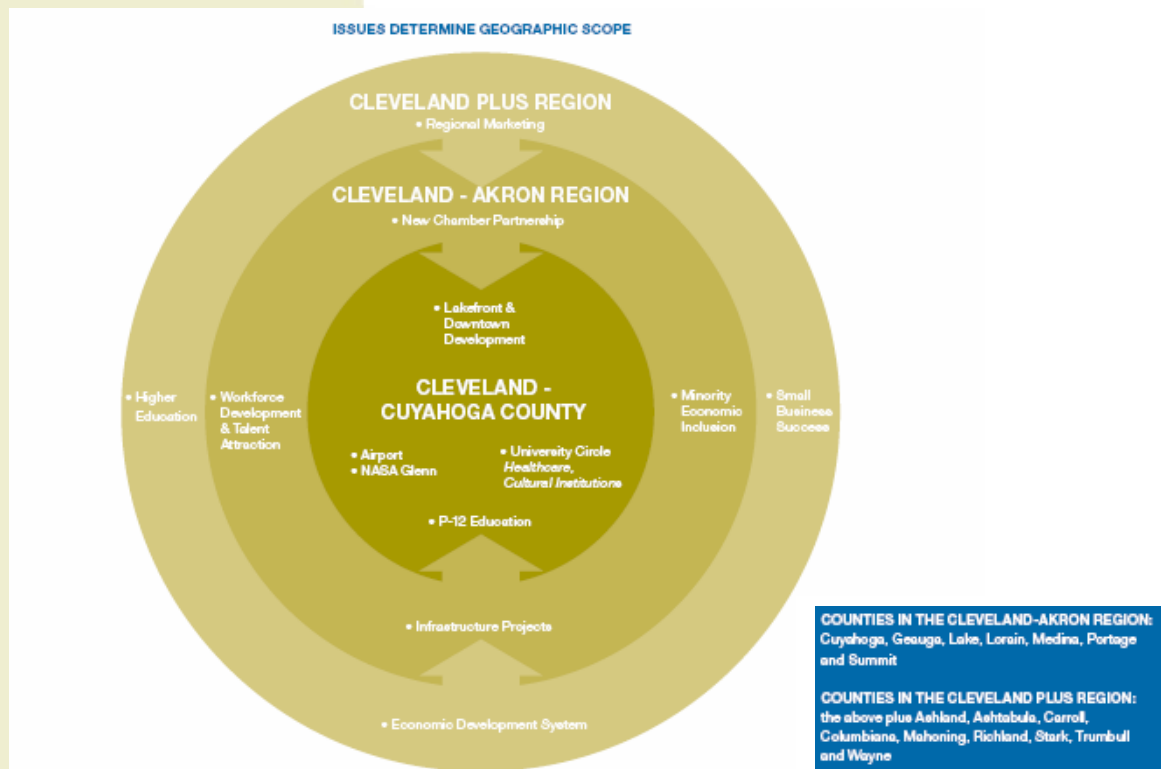 ISSUES DETERMINE GEOGRAPHIC SCOPE
CLEVELAND PLUS REGION
• Regional Marketing
CLEVELAND - AKRON REGION
• New Chamber Partnership
• Lakefront &
Downtown
Development
CLEVELAND -
CUYAHOGA COUNTY
• Higher
Education
• Workforce
Development
& Talent
Attraction
• Minority
Economic
Inclusion
• Small
Business
Success
• Airport
• NASA Glenn
• University Circle
Healthcare,
Cultural Institutions
• P-12 Education
• Infrastructure Projects
• Economic Development System
COUNTIES IN THE CLEVELAND-AKRON REGION:
Cuyahoga, Geauga, Lake, Lorain, Medina, Portage
and Summit
COUNTIES IN THE CLEVELAND PLUS REGION:
the above plus Ashland, Ashtabula, Carroll,
Columbiana, Mahoning, Richland, Stark, Trumbull
and Wayne